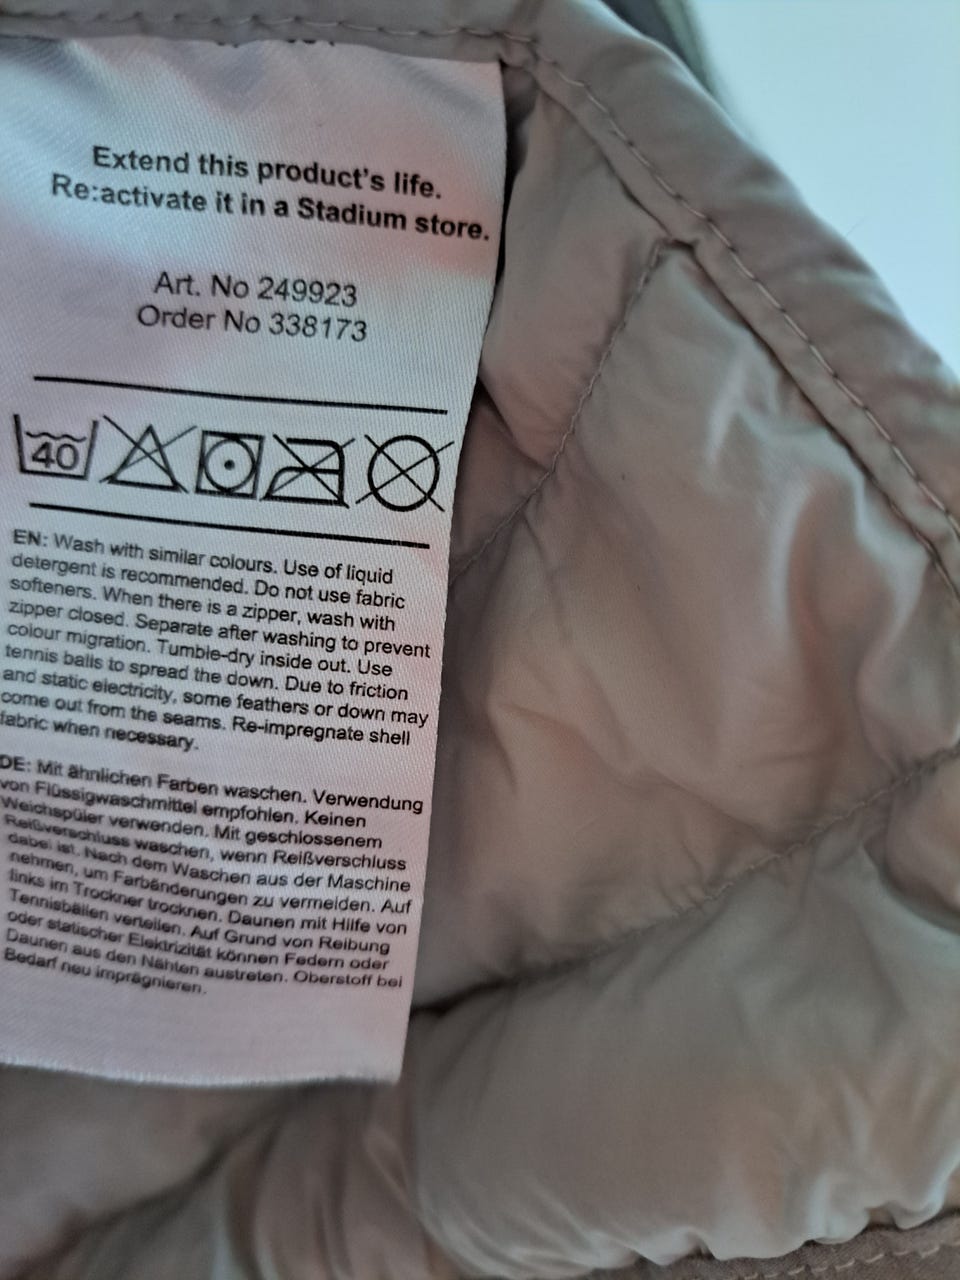 Extend this product's life.
Re:activate it in a Stadium store.
Art. No 249923
Order No 338173
40
EN: Wash with similar colours. Use of liquid
detergent is recommended. Do not use fabric
softeners. When there is a zipper, wash with
zipper closed. Separate after washing to prevent
colour migration. Tumble-dry inside out. Use
tennis balls to spread the down. Due to friction
and static electricity, some feathers or down may
come out from the seams. Re-impregnate shell
fabric when necessary.
DE: Mit ähnlichen Farben waschen. Verwendung
von Flüssigwaschmittel empfohlen. Keinen
Weichspüler verwenden. Mit geschlossenem
Reißverschluss waschen, wenn Reißverschluss
dabei ist. Nach dem Waschen aus der Maschine
nehmen, um Farbänderungen zu vermeiden. Auf
links im Trockner trocknen. Daunen mit Hilfe von
Tennisbällen verteilen. Auf Grund von Reibung
oder statischer Elektrizität können Federn oder
Daunen aus den Nähten austreten. Oberstoff bei
Bedarf neu imprägnieren.